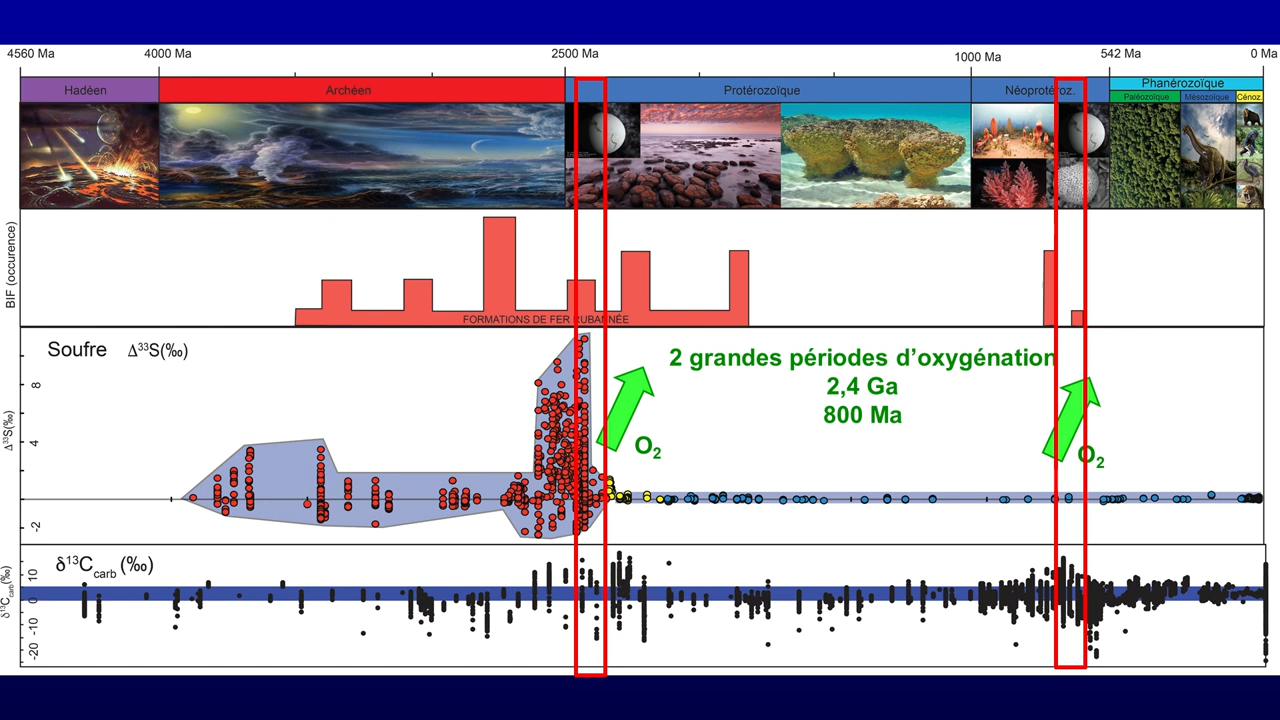 4560 Ma 4000 Ma 2500 Ma 1000 Ma 542 Ma 0 Ma
Hadéen Archéen Protérozoïque Néoprotéroz. Phanérozoïque
Paléozoïque Mésozoïque Cénoz.
BIF (occurence)
FORMATIONS DE FER RUBANNÉE
Soufre Δ³³S(‰)
Δ³³S(‰)
8
4
-2
2 grandes périodes d’oxygénation
2,4 Ga
800 Ma
O₂
O₂
δ¹³Ccarb (‰)
δ¹³Ccarb(‰)
10
0
-10
-20